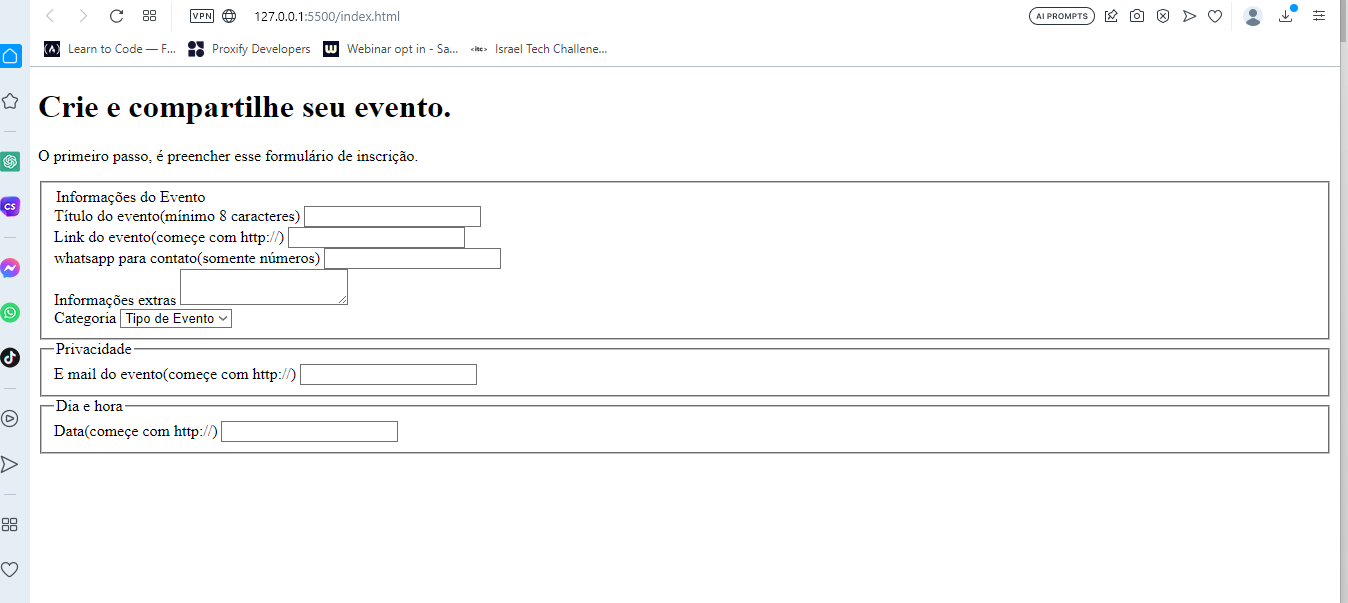 VPN 127.0.0.1:5500/index.html AI PROMPTS
Learn to Code — F... Proxify Developers Webinar opt in - Sa... Israel Tech Challene...
Crie e compartilhe seu evento.
O primeiro passo, é preencher esse formulário de inscrição.
Informações do Evento
Título do evento(mínimo 8 caracteres)
Link do evento(começe com http://)
whatsapp para contato(somente números)
Informações extras
Categoria Tipo de Evento
Privacidade
E mail do evento(começe com http://)
Dia e hora
Data(começe com http://)
CS